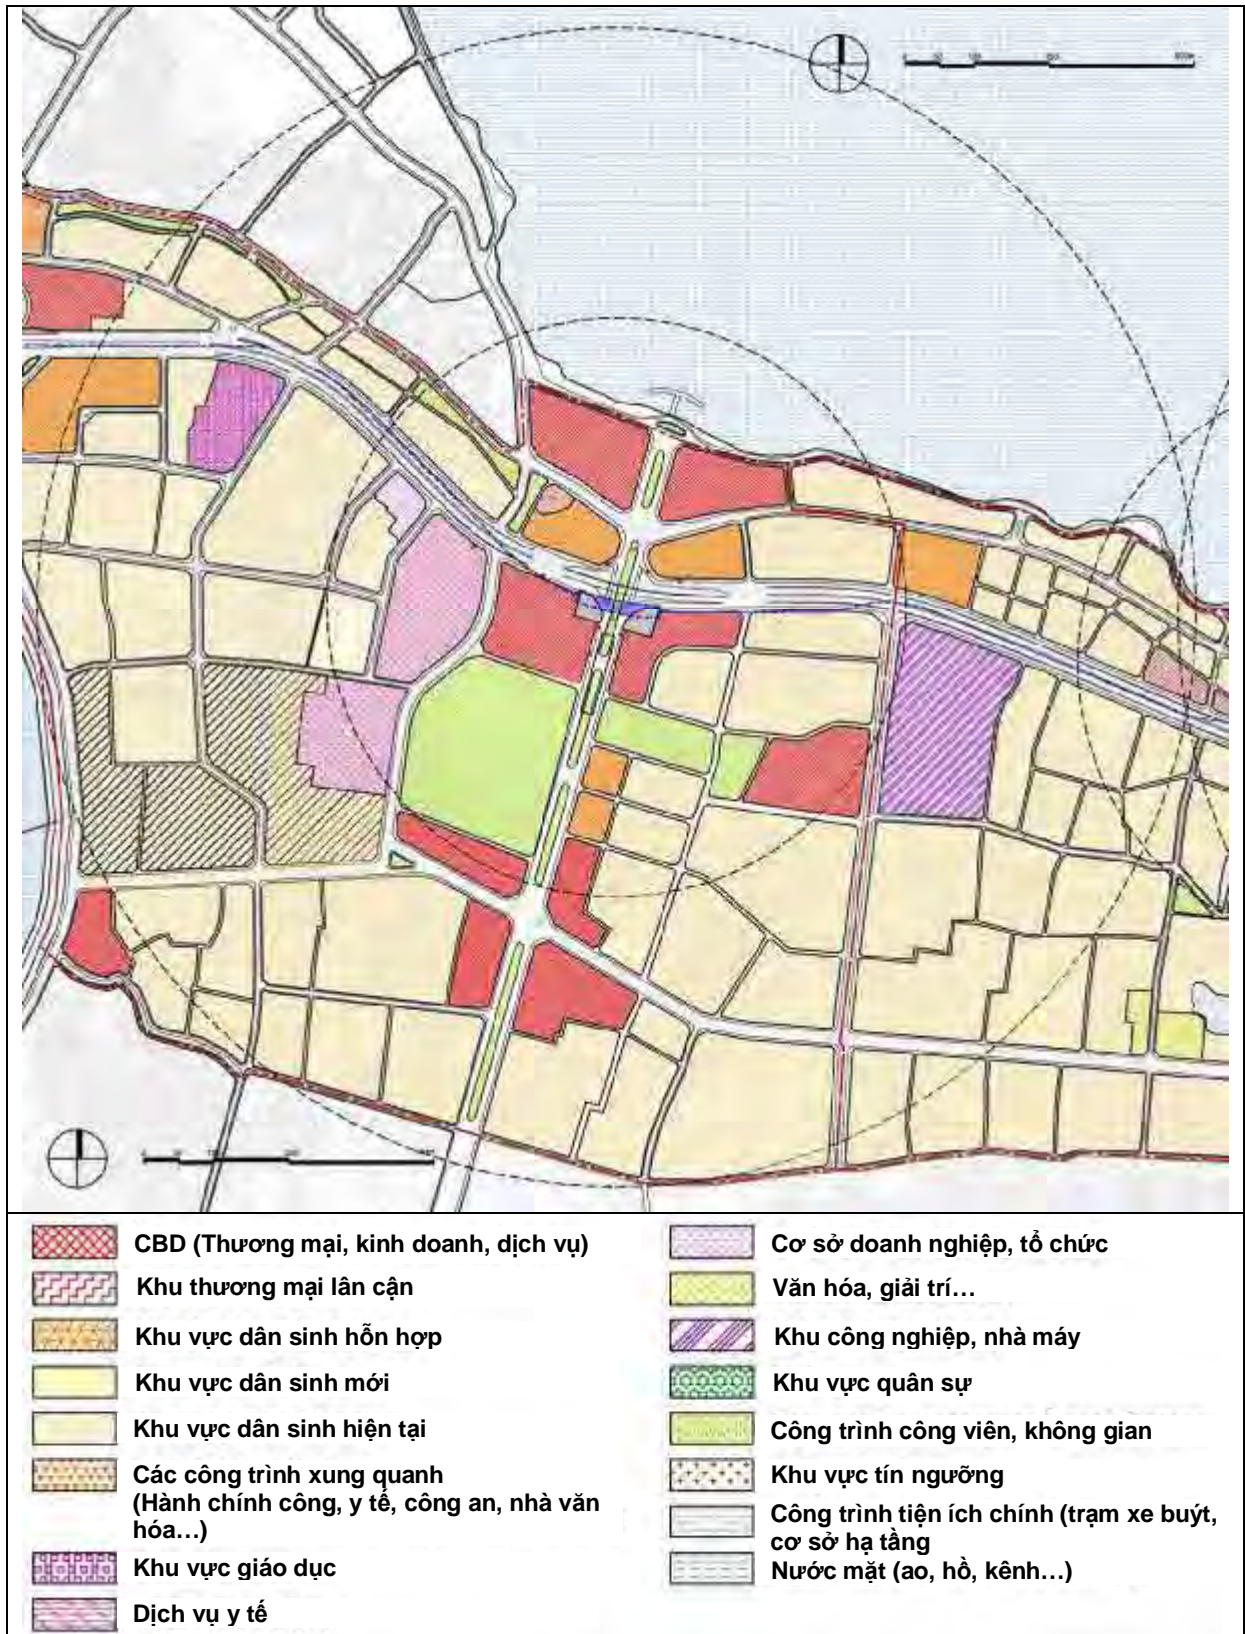 CBD (Thương mại, kinh doanh, dịch vụ)
Khu thương mại lân cận
Khu vực dân sinh hỗn hợp
Khu vực dân sinh mới
Khu vực dân sinh hiện tại
Các công trình xung quanh
(Hành chính công, y tế, công an, nhà văn
hóa…)
Khu vực giáo dục
Dịch vụ y tế
Cơ sở doanh nghiệp, tổ chức
Văn hóa, giải trí…
Khu công nghiệp, nhà máy
Khu vực quân sự
Công trình công viên, không gian
Khu vực tín ngưỡng
Công trình tiện ích chính (trạm xe buýt,
cơ sở hạ tầng
Nước mặt (ao, hồ, kênh…)